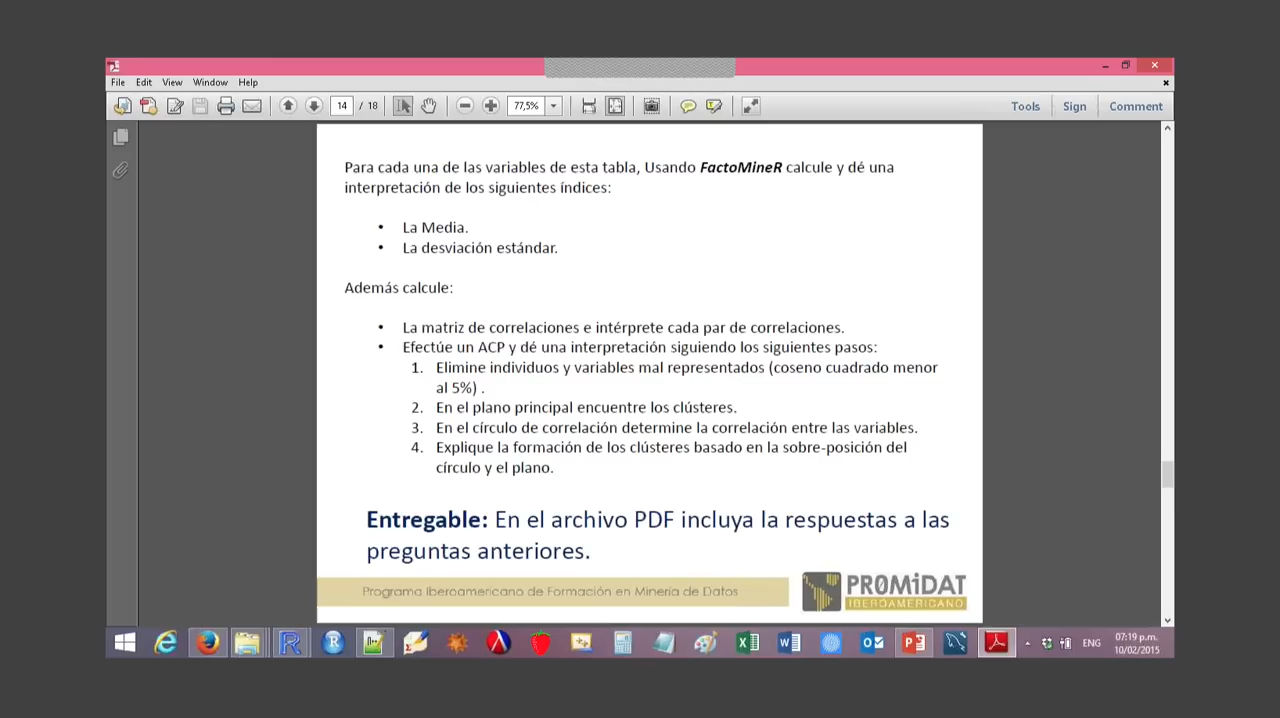 File Edit View Window Help
14 / 18 77,5% Tools Sign Comment
Para cada una de las variables de esta tabla, Usando FactoMineR calcule y dé una
interpretación de los siguientes índices:
• La Media.
• La desviación estándar.
Además calcule:
• La matriz de correlaciones e intérprete cada par de correlaciones.
• Efectúe un ACP y dé una interpretación siguiendo los siguientes pasos:
1. Elimine individuos y variables mal representados (coseno cuadrado menor
al 5%) .
2. En el plano principal encuentre los clústeres.
3. En el círculo de correlación determine la correlación entre las variables.
4. Explique la formación de los clústeres basado en la sobre-posición del
círculo y el plano.
Entregable: En el archivo PDF incluya la respuestas a las
preguntas anteriores.
Programa Iberoamericano de Formación en Minería de Datos
PROMiDAT
IBEROAMERICANO
ENG
07:19 p.m.
10/02/2015